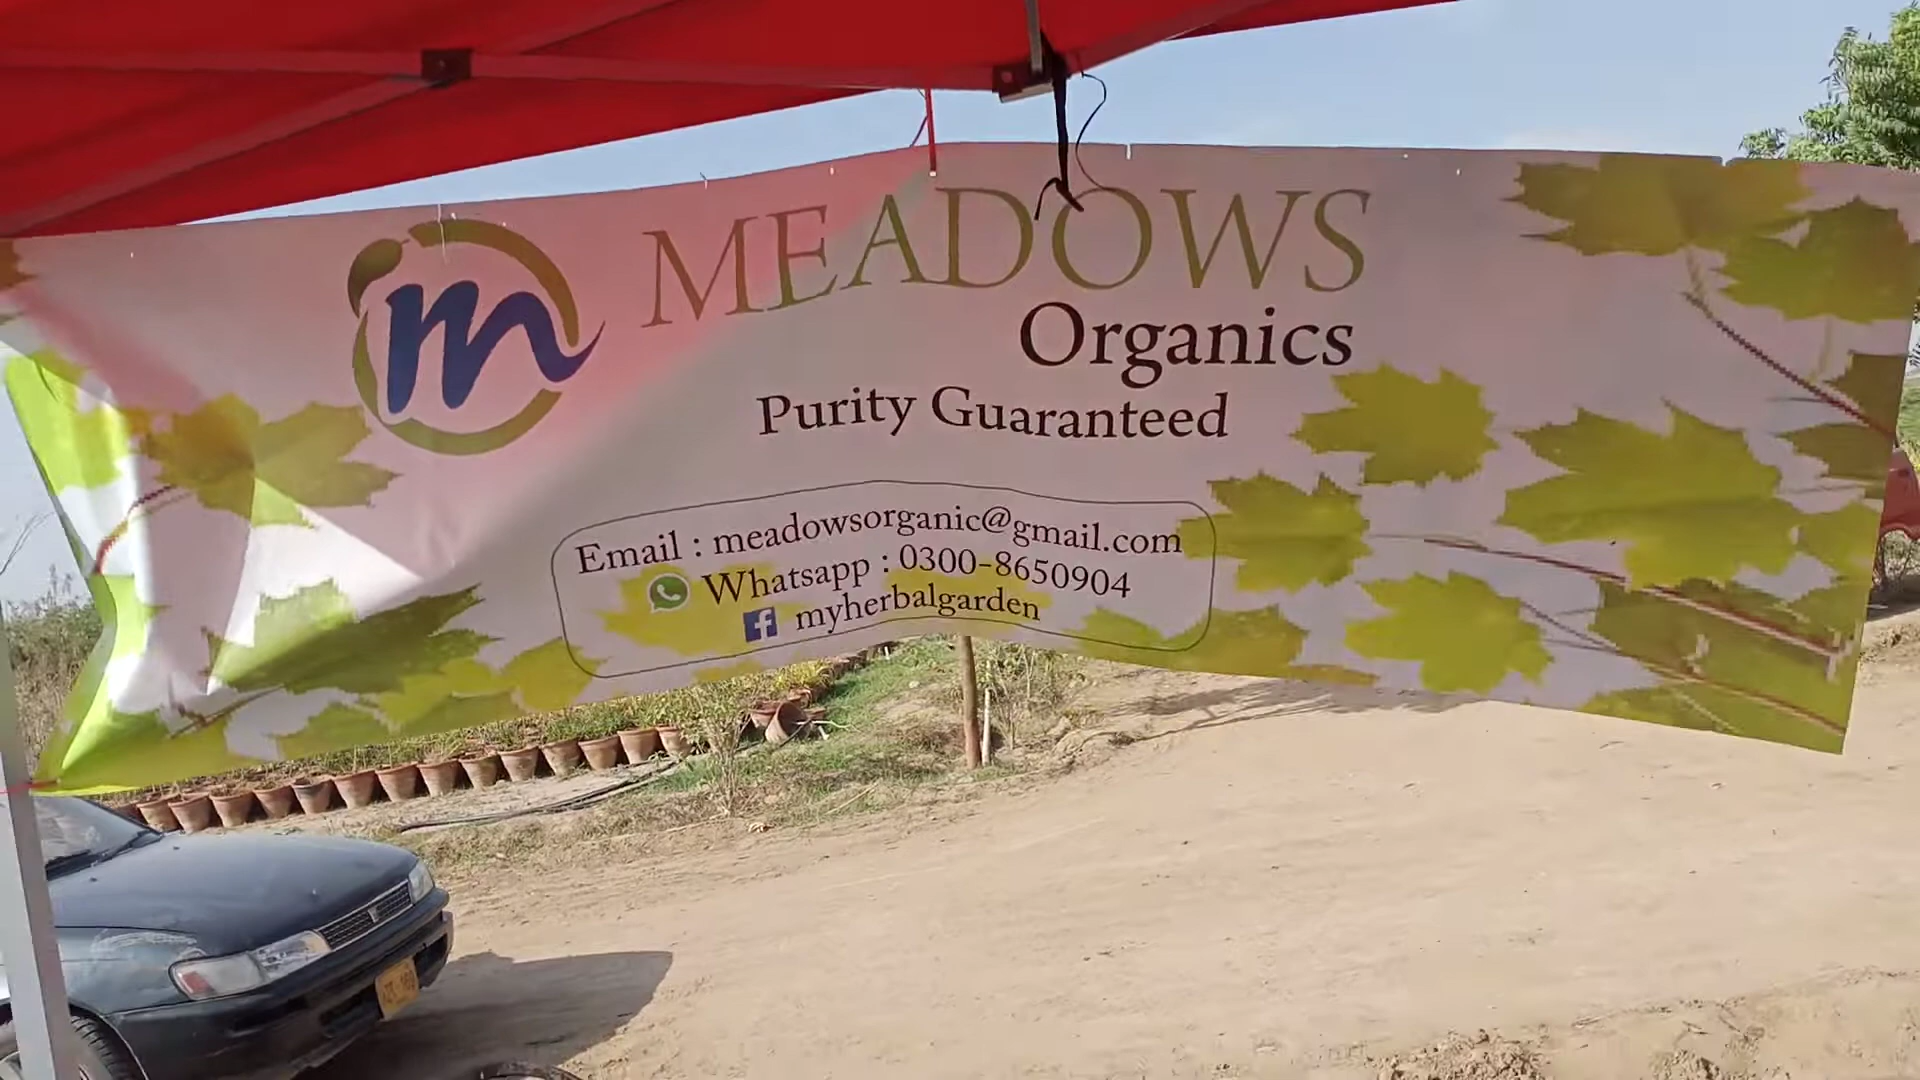 m
MEADOWS
Organics
Purity Guaranteed
Email : meadowsorganic@gmail.com
Whatsapp : 0300-8650904
f myherbalgarden